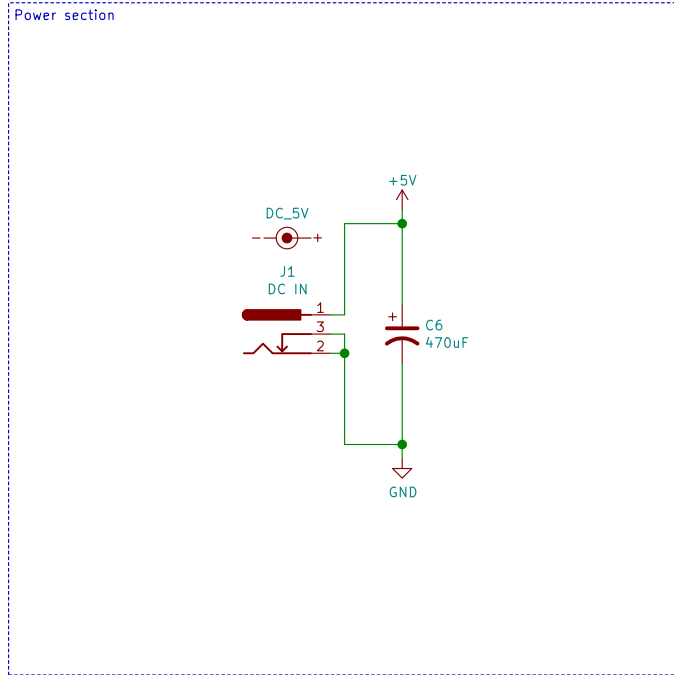 Power section
+5V
DC_5V
- +
J1
DC IN
1
3
2
+
C6
470uF
GND